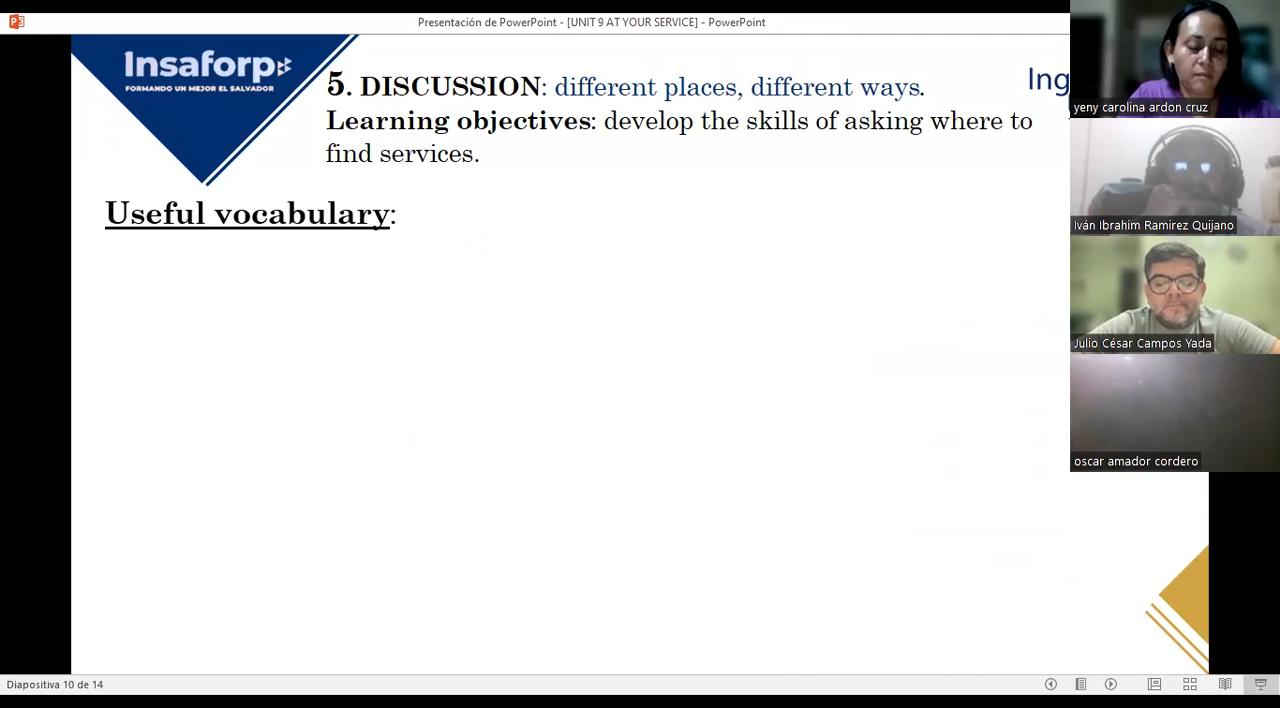 Presentación de PowerPoint - [UNIT 9 AT YOUR SERVICE] - PowerPoint
Insaforp
FORMANDO UN MEJOR EL SALVADOR
5. DISCUSSION: different places, different ways.
Ing
Learning objectives: develop the skills of asking where to
find services.
Useful vocabulary:
yeny carolina ardon cruz
Iván Ibrahim Ramirez Quijano
Julio César Campos Yada
oscar amador cordero
Diapositiva 10 de 14